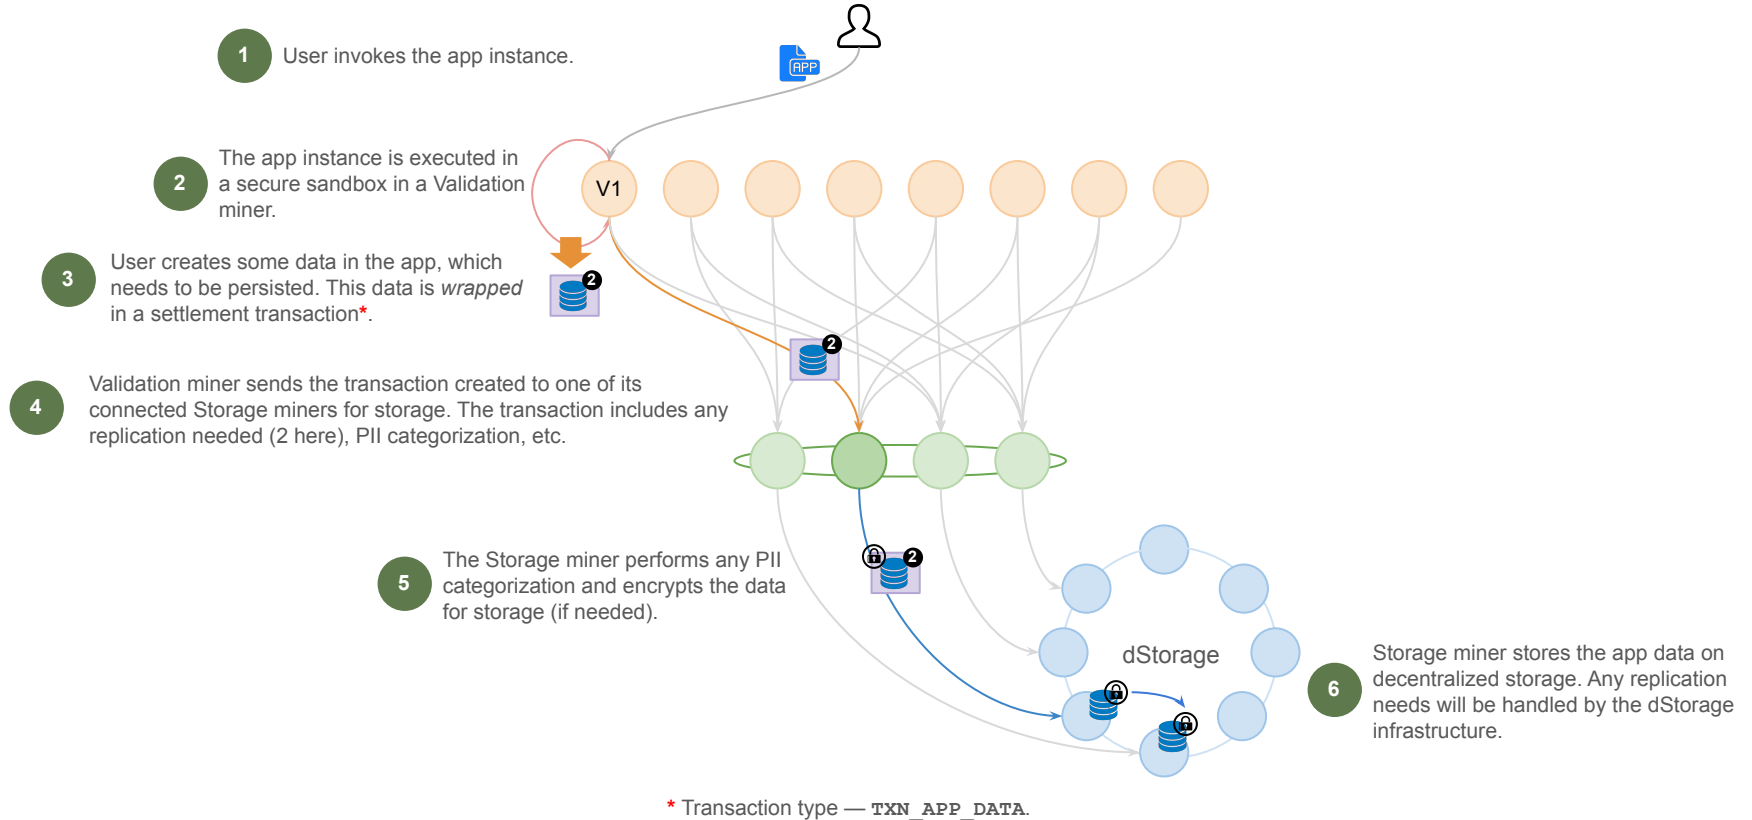 1
User invokes the app instance.
APP
2
The app instance is executed in
a secure sandbox in a Validation
miner.
V1
3
User creates some data in the app, which
needs to be persisted. This data is wrapped
in a settlement transaction*.
2
2
4
Validation miner sends the transaction created to one of its
connected Storage miners for storage. The transaction includes any
replication needed (2 here), PII categorization, etc.
5
The Storage miner performs any PII
categorization and encrypts the data
for storage (if needed).
2
dStorage
6
Storage miner stores the app data on
decentralized storage. Any replication
needs will be handled by the dStorage
infrastructure.
* Transaction type — TXN_APP_DATA.